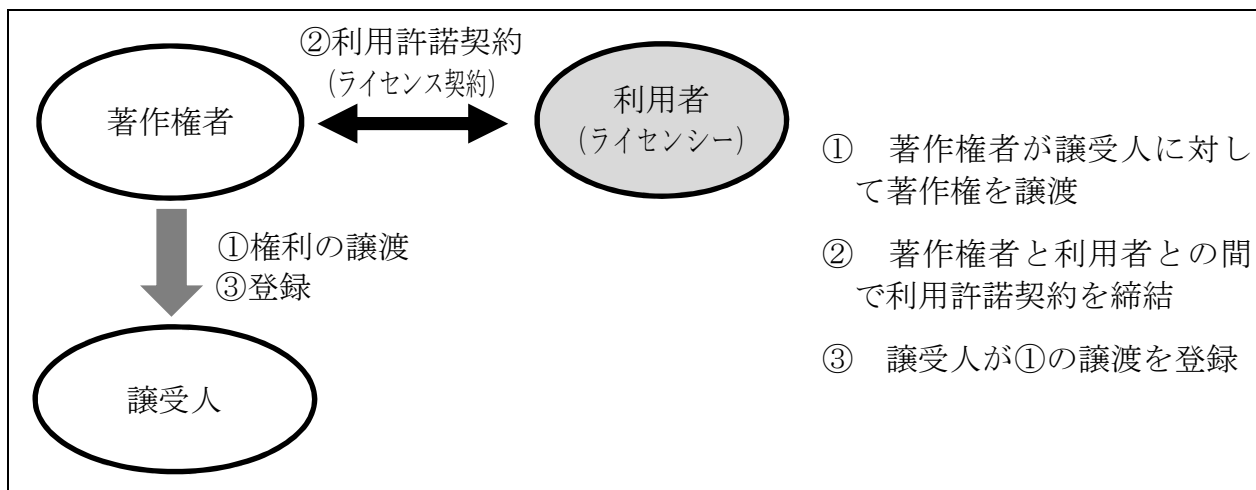 ②利用許諾契約
(ライセンス契約)
著作権者
利用者
(ライセンシー)
①権利の譲渡
③登録
譲受人
① 著作権者が譲受人に対し
て著作権を譲渡
② 著作権者と利用者との間
で利用許諾契約を締結
③ 譲受人が①の譲渡を登録